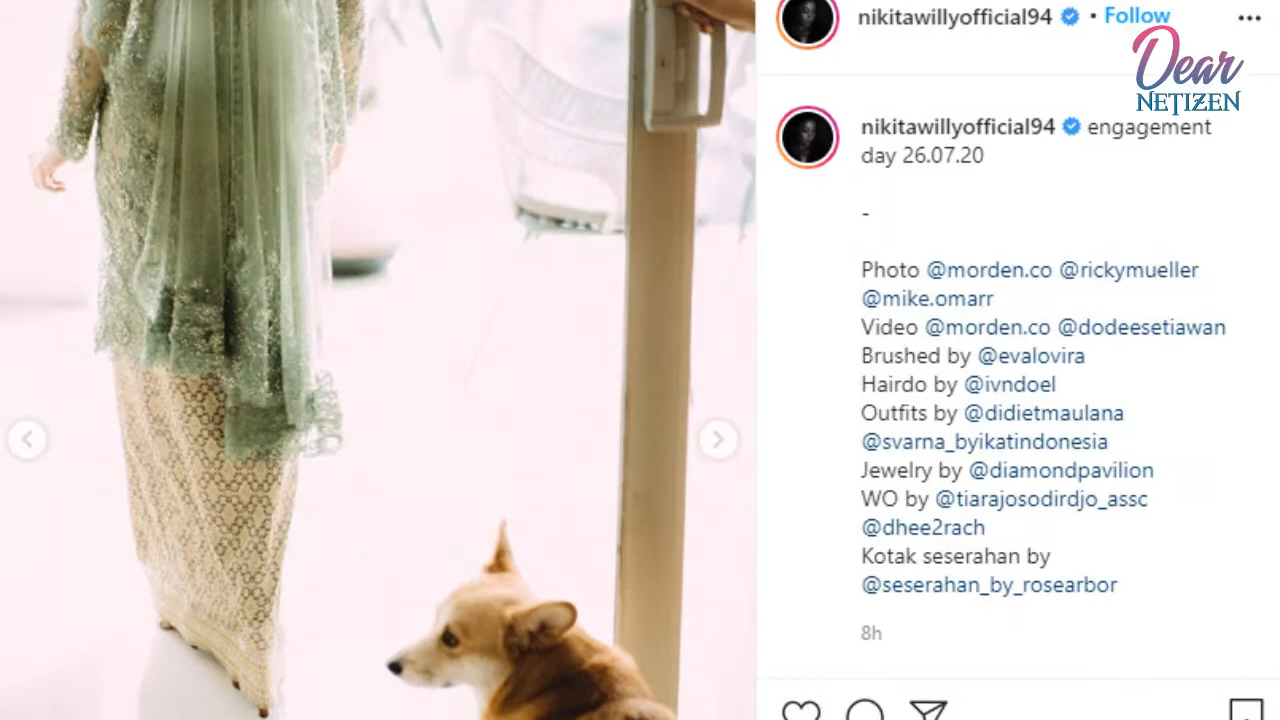 nikitawillyofficial94 • Follow
Dear
NETIZEN
nikitawillyofficial94 engagement
day 26.07.20
-
Photo @morden.co @rickymueller
@mike.omarr
Video @morden.co @dodeesetiawan
Brushed by @evalovira
Hairdo by @ivndoel
Outfits by @didietmaulana
@svarna_byikatindonesia
Jewelry by @diamondpavilion
WO by @tiarajosodirdjo_assc
@dhee2rach
Kotak seserahan by
@seserahan_by_rosearbor
8h